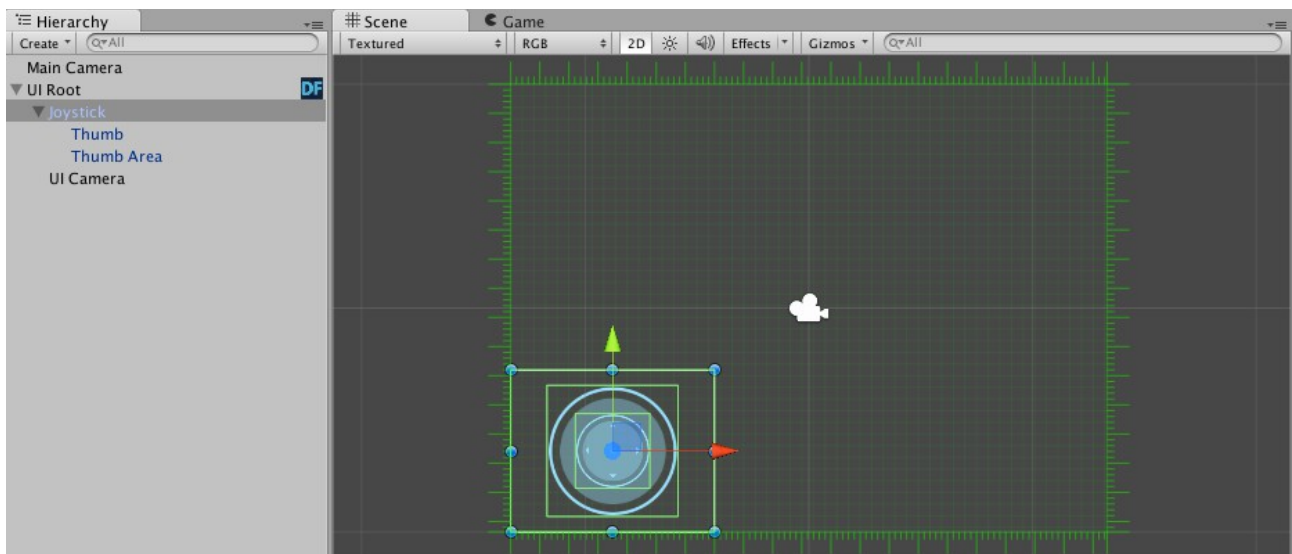 Hierarchy
Create
All
Main Camera
UI Root
DF
Joystick
Thumb
Thumb Area
UI Camera
Scene
Game
Textured
RGB
2D
Effects
Gizmos
All